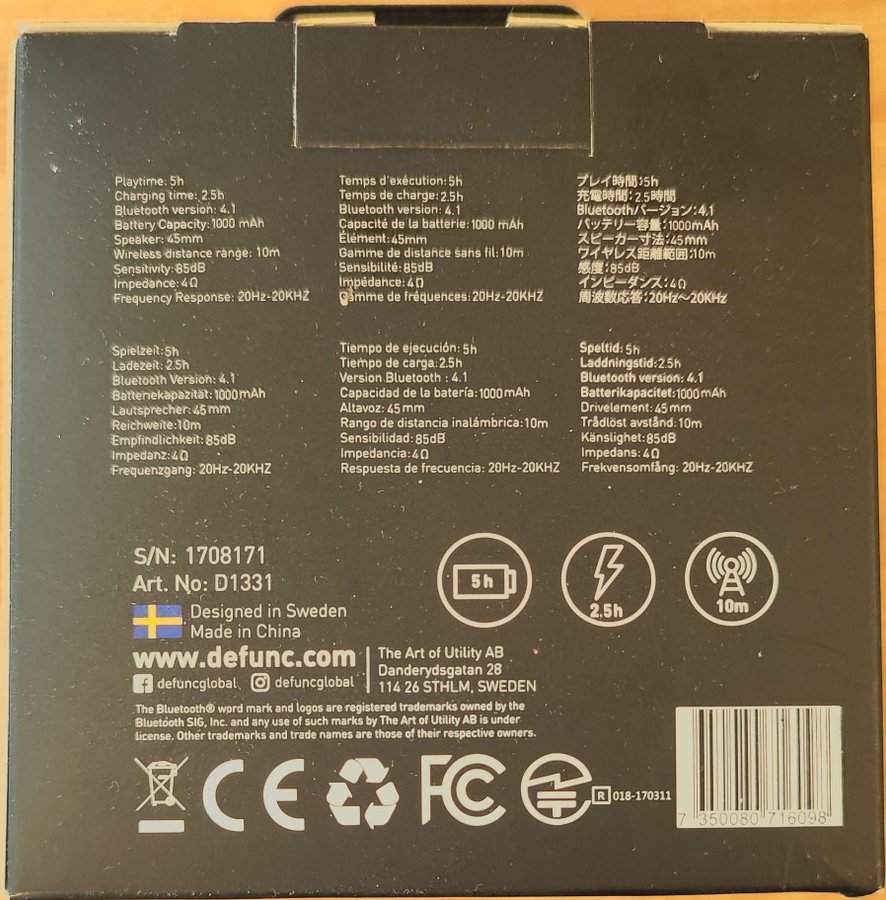 Playtime: 5h
Charging time: 2.5h
Bluetooth version: 4.1
Battery Capacity: 1000 mAh
Speaker: 45mm
Wireless distance range: 10m
Sensitivity: 85dB
Impedance: 4Ω
Frequency Response: 20Hz-20KHZ
Temps d'exécution: 5h
Temps de charge: 2.5h
Bluetooth version: 4.1
Capacité de la batterie: 1000 mAh
Élément: 45mm
Gamme de distance sans fil: 10m
Sensibilité: 85dB
Impédance: 4Ω
Gamme de fréquences: 20Hz-20KHZ
プレイ時間:5h
充電時間: 2.5時間
Bluetoothバージョン:4.1
バッテリー容量:1000mAh
スピーカー寸法:45mm
ワイヤレス距離範囲:10m
感度:85dB
インピーダンス:4Ω
周波数応答: 20Hz～20KHz
Spielzeit: 5h
Ladezeit: 2.5h
Bluetooth Version: 4.1
Batteriekapazität: 1000mAh
Lautsprecher: 45mm
Reichweite: 10m
Empfindlichkeit: 85dB
Impedanz: 4Ω
Frequenzgang: 20Hz-20KHZ
Tiempo de ejecución: 5h
Tiempo de carga: 2.5h
Version Bluetooth : 4.1
Capacidad de la batería: 1000mAh
Altavoz: 45mm
Rango de distancia inalámbrica: 10m
Sensibilidad: 85dB
Impedancia: 4Ω
Respuesta de frecuencia: 20Hz-20KHZ
Speltid: 5h
Laddningstid: 2.5h
Bluetooth version: 4.1
Batterikapacitet: 1000mAh
Drivelement: 45mm
Trådlöst avstånd: 10m
Känslighet: 85dB
Impedans: 4Ω
Frekvensomfång: 20Hz-20KHZ
S/N: 1708171
Art. No: D1331
Designed in Sweden
Made in China
www.defunc.com
defuncglobal defuncglobal
The Art of Utility AB
Danderydsgatan 28
114 26 STHLM, SWEDEN
5h
2.5h
10m
The Bluetooth® word mark and logos are registered trademarks owned by the
Bluetooth SIG, Inc. and any use of such marks by The Art of Utility AB is under
license. Other trademarks and trade names are those of their respective owners.
CE
FC
R 018-170311
7 350080 716098